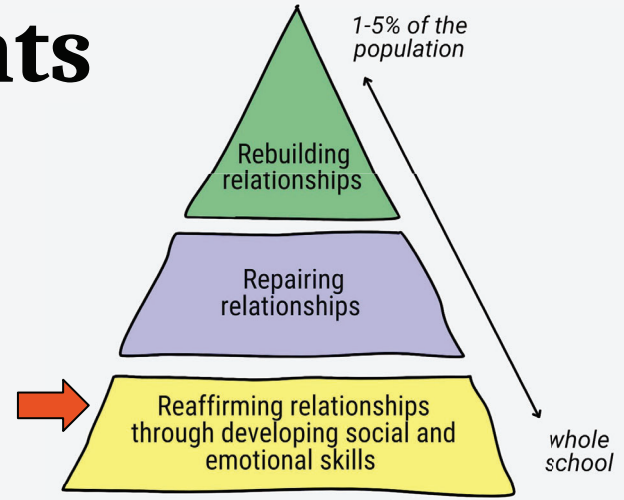 nts
1-5% of the
population
Rebuilding
relationships
Repairing
relationships
Reaffirming relationships
through developing social and
emotional skills
whole
school